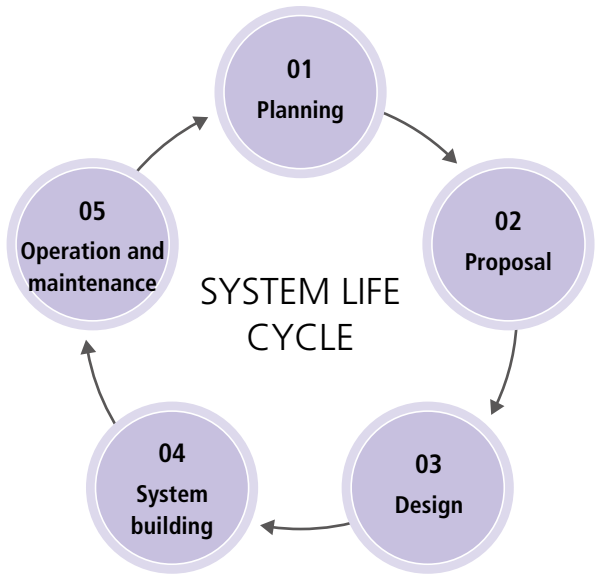 01
Planning
02
Proposal
03
Design
04
System
building
05
Operation and
maintenance
SYSTEM LIFE
CYCLE